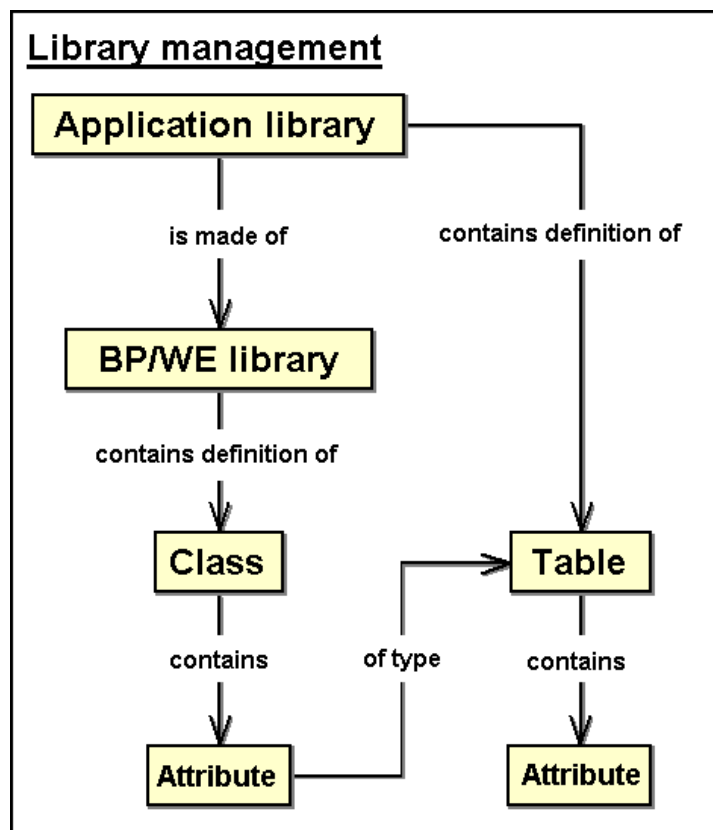 Library management
Application library
is made of
contains definition of
BP/WE library
contains definition of
Class
Table
contains
of type
contains
Attribute
Attribute